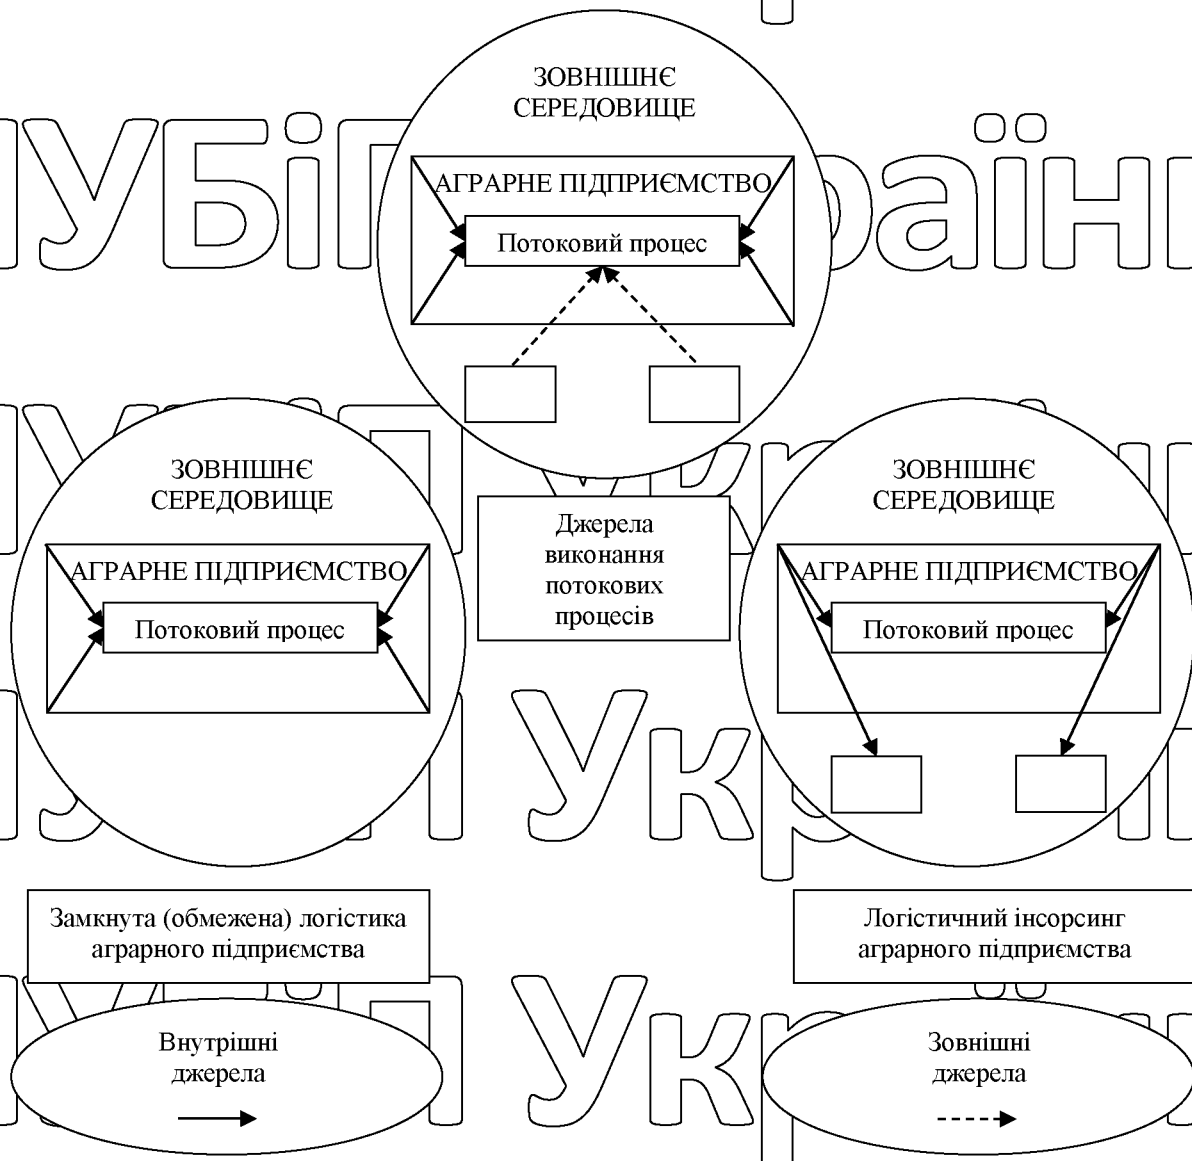 ЗОВНІШНЄ
СЕРЕДОВИЩЕ
АГРАРНЕ ПІДПРИЄМСТВО
Потоковий процес
ЗОВНІШНЄ
СЕРЕДОВИЩЕ
АГРАРНЕ ПІДПРИЄМСТВО
Потоковий процес
Джерела
виконання
потокових
процесів
ЗОВНІШНЄ
СЕРЕДОВИЩЕ
АГРАРНЕ ПІДПРИЄМСТВО
Потоковий процес
Замкнута (обмежена) логістика
аграрного підприємства
Логістичний інсорсинг
аграрного підприємства
Внутрішні
джерела
Зовнішні
джерела